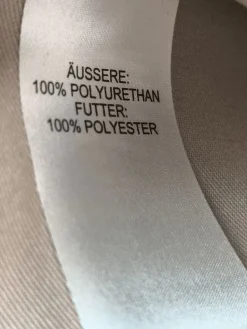 ÄUSSERE:
100% POLYURETHAN
FUTTER:
100% POLYESTER